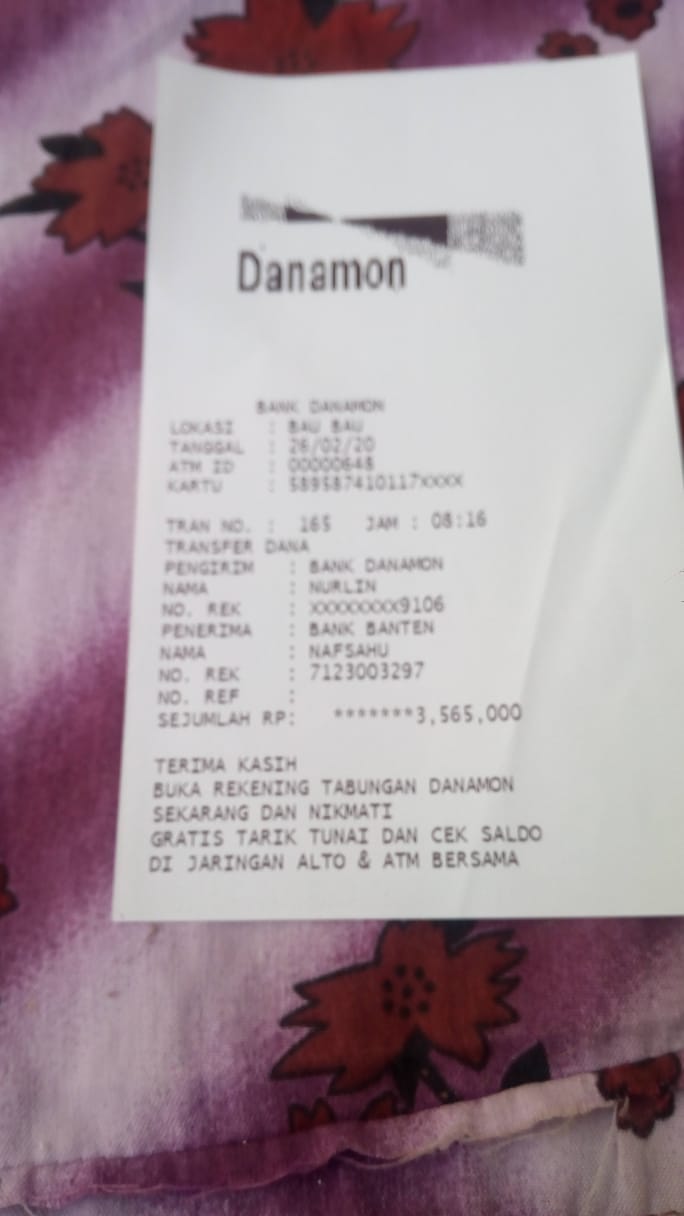 Danamon
BANK DANAMON
LOKASI : BAU BAU
TANGGAL : 26/02/20
ATM ID : 00000648
KARTU : 589587410117XXXX
TRAN NO. : 165 JAM : 08:16
TRANSFER DANA
PENGIRIM : BANK DANAMON
NAMA : NURLIN
NO. REK : XXXXXXXXX9106
PENERIMA : BANK BANTEN
NAMA : NAFSAHU
NO. REK : 7123003297
NO. REF :
SEJUMLAH RP: *******3,565,000
TERIMA KASIH
BUKA REKENING TABUNGAN DANAMON
SEKARANG DAN NIKMATI
GRATIS TARIK TUNAI DAN CEK SALDO
DI JARINGAN ALTO & ATM BERSAMA